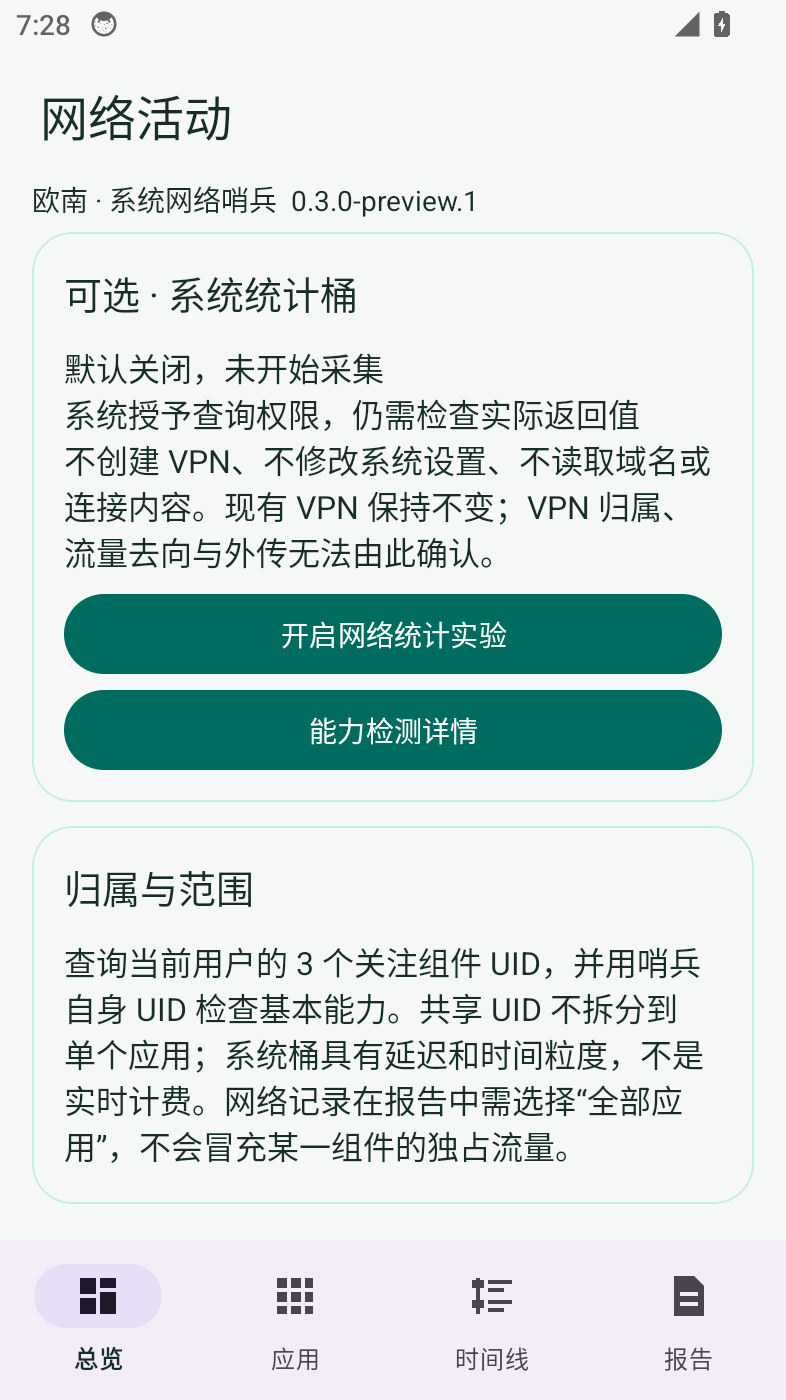 7:28
网络活动
欧南 · 系统网络哨兵 0.3.0-preview.1
可选 · 系统统计桶
默认关闭，未开始采集
系统授予查询权限，仍需检查实际返回值
不创建 VPN、不修改系统设置、不读取域名或
连接内容。现有 VPN 保持不变；VPN 归属、
流量去向与外传无法由此确认。
开启网络统计实验
能力检测详情
归属与范围
查询当前用户的 3 个关注组件 UID，并用哨兵
自身 UID 检查基本能力。共享 UID 不拆分到
单个应用；系统桶具有延迟和时间粒度，不是
实时计费。网络记录在报告中需选择“全部应
用”，不会冒充某一组件的独占流量。
总览
应用
时间线
报告